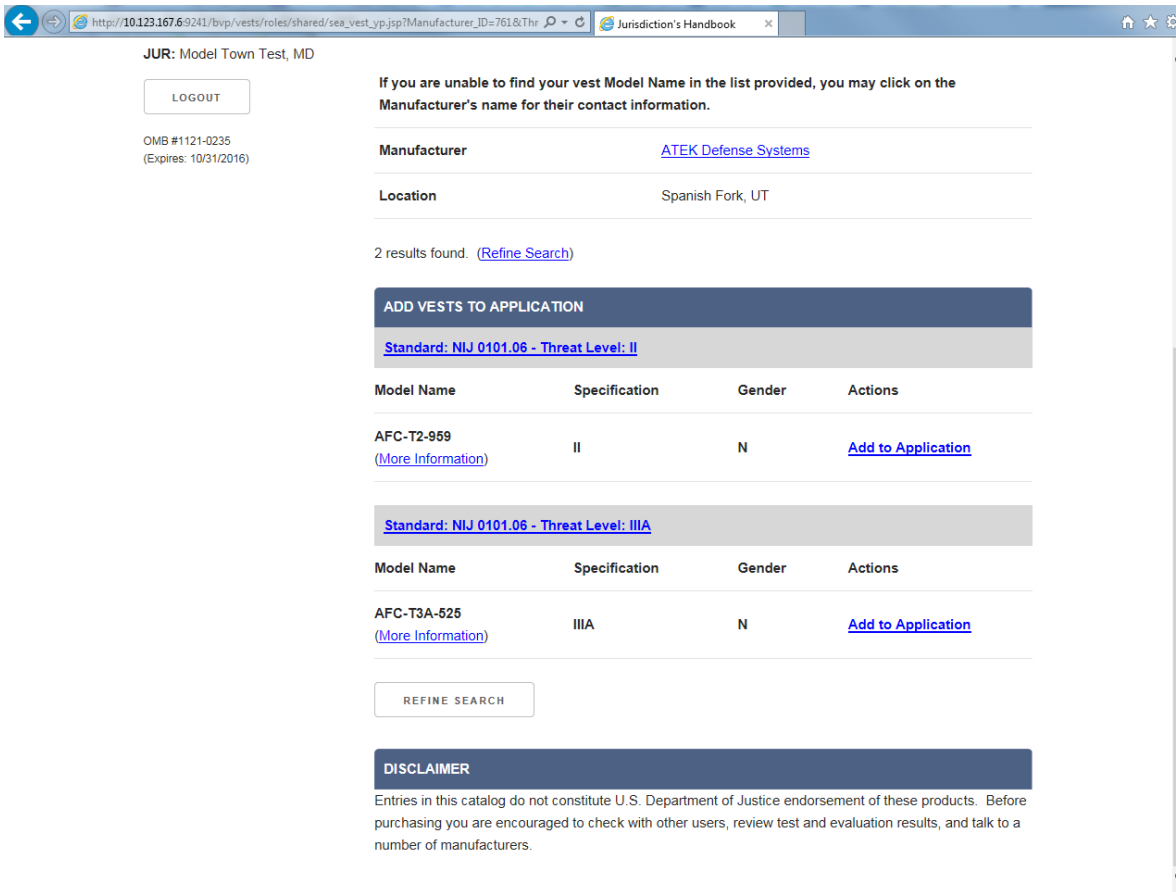 http://10.123.167.6:9241/bvp/vests/roles/shared/sea_vest_yp.jsp?Manufacturer_ID=761&Thr
Jurisdiction's Handbook
JUR: Model Town Test, MD
LOGOUT
OMB #1121-0235
(Expires: 10/31/2016)
If you are unable to find your vest Model Name in the list provided, you may click on the
Manufacturer's name for their contact information.
Manufacturer ATEK Defense Systems
Location Spanish Fork, UT
2 results found. (Refine Search)
ADD VESTS TO APPLICATION
Standard: NIJ 0101.06 - Threat Level: II
Model Name Specification Gender Actions
AFC-T2-959
(More Information) II N Add to Application
Standard: NIJ 0101.06 - Threat Level: IIIA
Model Name Specification Gender Actions
AFC-T3A-525
(More Information) IIIA N Add to Application
REFINE SEARCH
DISCLAIMER
Entries in this catalog do not constitute U.S. Department of Justice endorsement of these products. Before
purchasing you are encouraged to check with other users, review test and evaluation results, and talk to a
number of manufacturers.